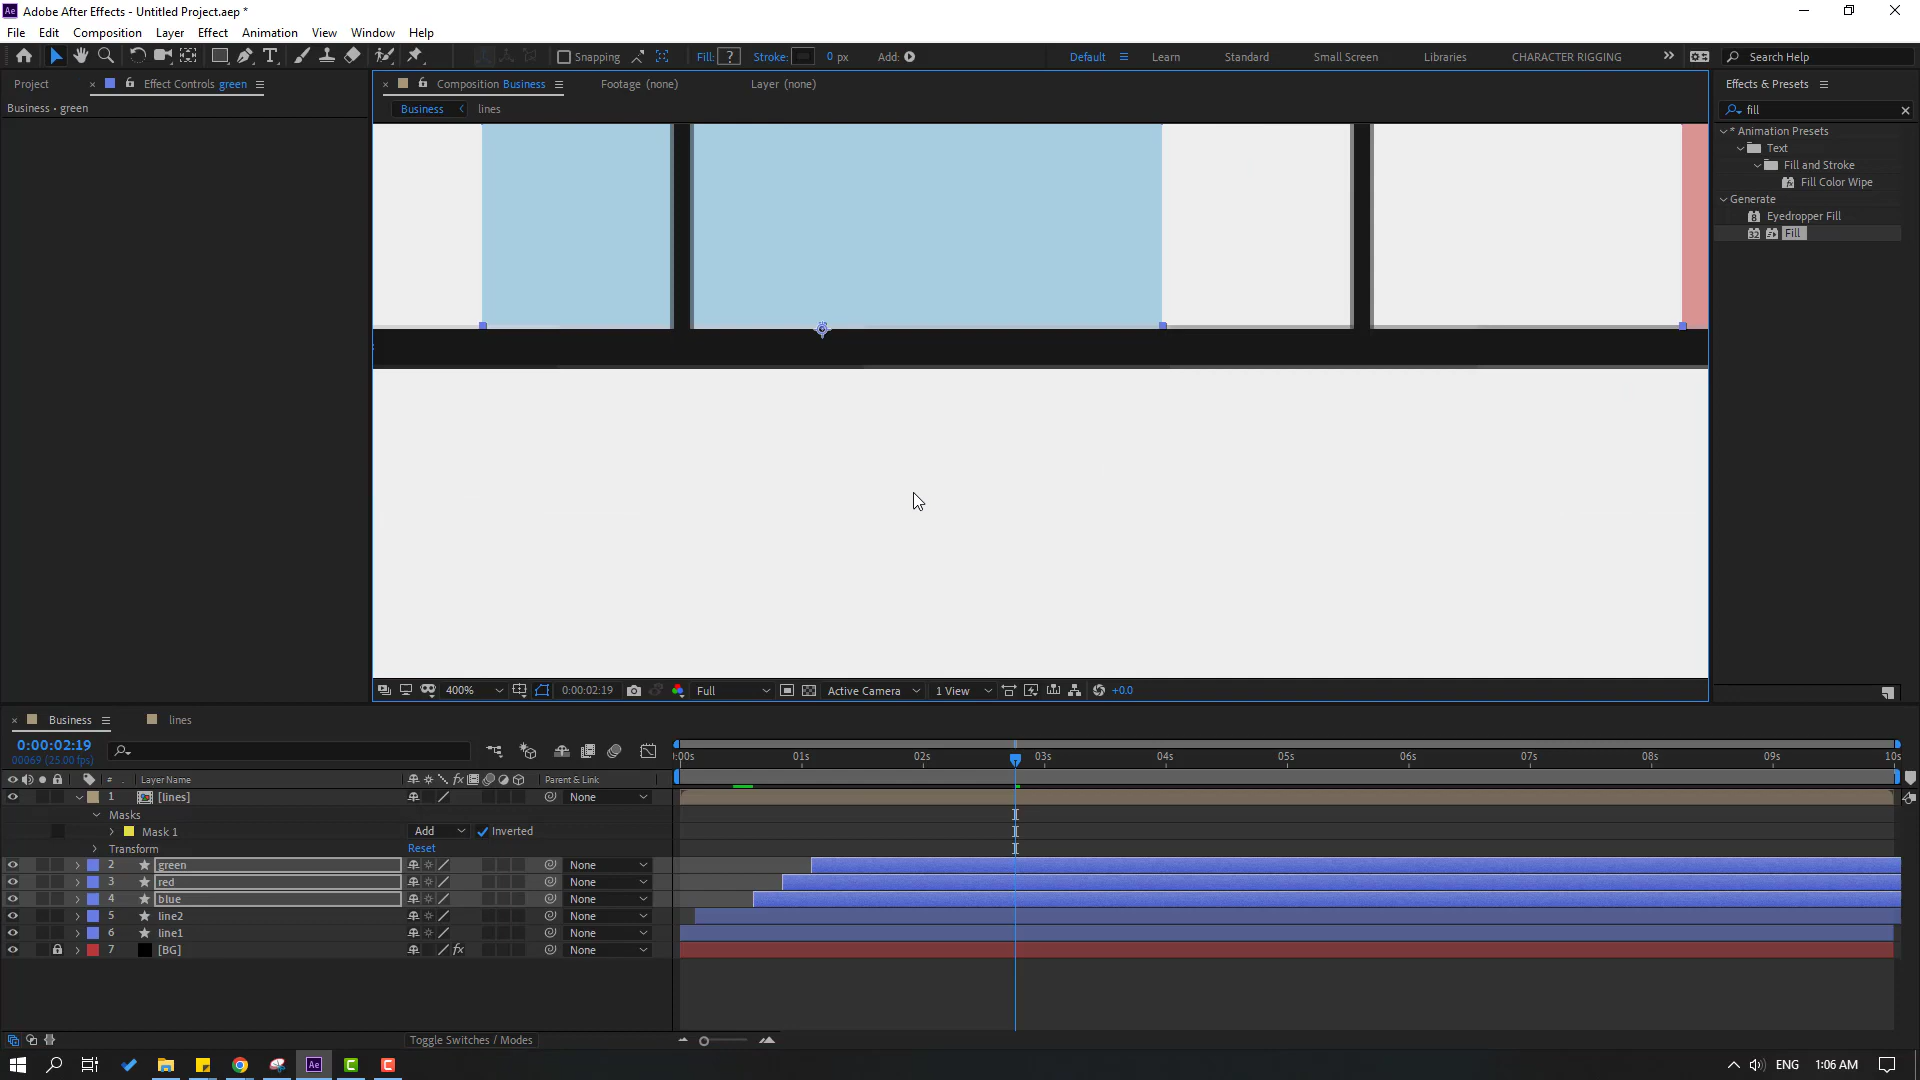 Ae Adobe After Effects - Untitled Project.aep *
File Edit Composition Layer Effect Animation View Window Help
Snapping Fill: ? Stroke: 0 px Add: Default Learn Standard Small Screen Libraries CHARACTER RIGGING Search Help
Project Effect Controls green Composition Business Footage (none) Layer (none) Effects & Presets
Business • green
Business lines
fill
* Animation Presets
Text
Fill and Stroke
Fill Color Wipe
Generate
Eyedropper Fill
Fill
400% 0:00:02:19 Full Active Camera 1 View +0.0
Business lines
0:00:02:19
00069 (25.00 fps)
:00s 01s 02s 03s 04s 05s 06s 07s 08s 09s 10s
# Layer Name Parent & Link
1 [lines] None
Masks
Mask 1 Add Inverted
Transform Reset
2 green None
3 red None
4 blue None
5 line2 None
6 line1 None
7 [BG] fx None
Toggle Switches / Modes
ENG 1:06 AM